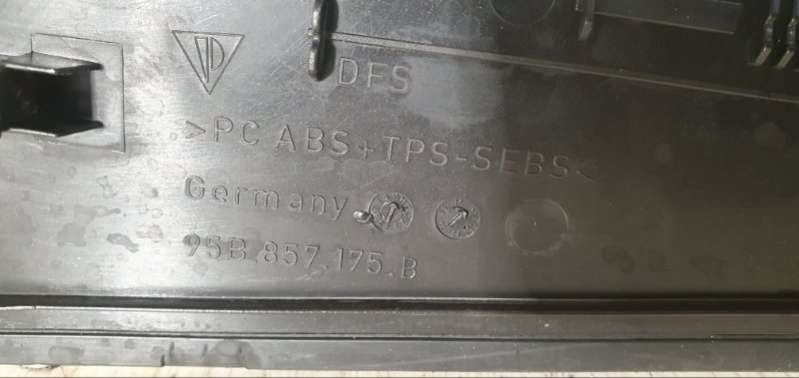 DFS
>PC ABS+TPS-SEBS<
Germany
95B.857.175.B